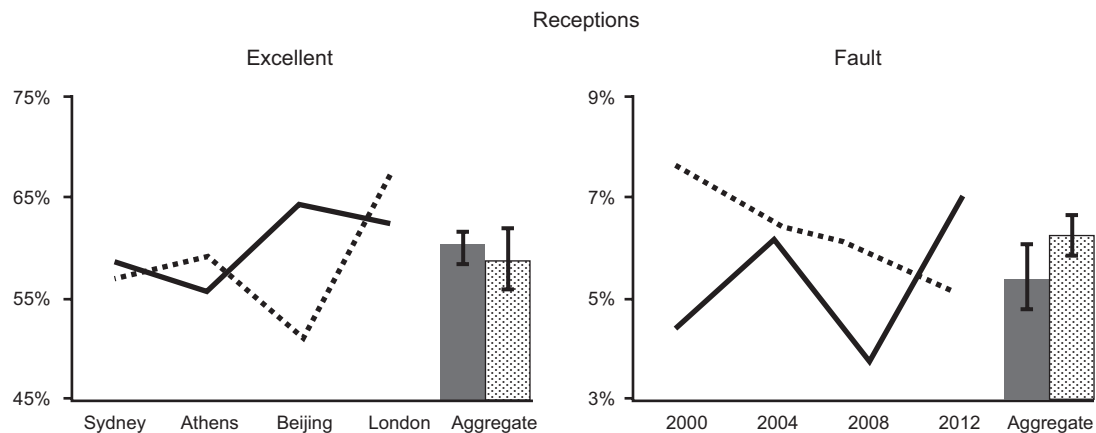 Receptions
Excellent
75%
65%
55%
45%
Sydney Athens Beijing London Aggregate
Fault
9%
7%
5%
3%
2000 2004 2008 2012 Aggregate